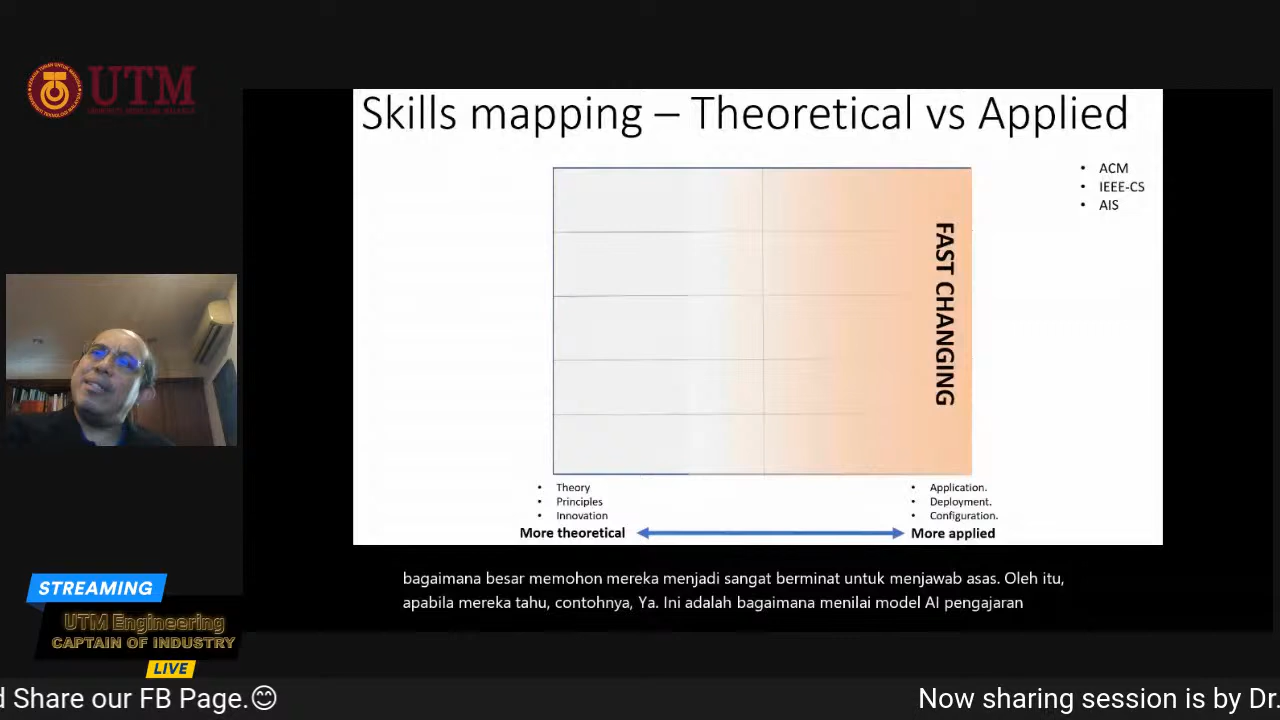 UTM
UNIVERSITI TEKNOLOGI MALAYSIA
Skills mapping – Theoretical vs Applied
• ACM
• IEEE-CS
• AIS
FAST CHANGING
• Theory
• Principles
• Innovation
• Application.
• Deployment.
• Configuration.
More theoretical
More applied
bagaimana besar memohon mereka menjadi sangat berminat untuk menjawab asas. Oleh itu,
apabila mereka tahu, contohnya, Ya. Ini adalah bagaimana menilai model AI pengajaran
STREAMING
UTM Engineering
CAPTAIN OF INDUSTRY
LIVE
d Share our FB Page.😊
Now sharing session is by Dr.